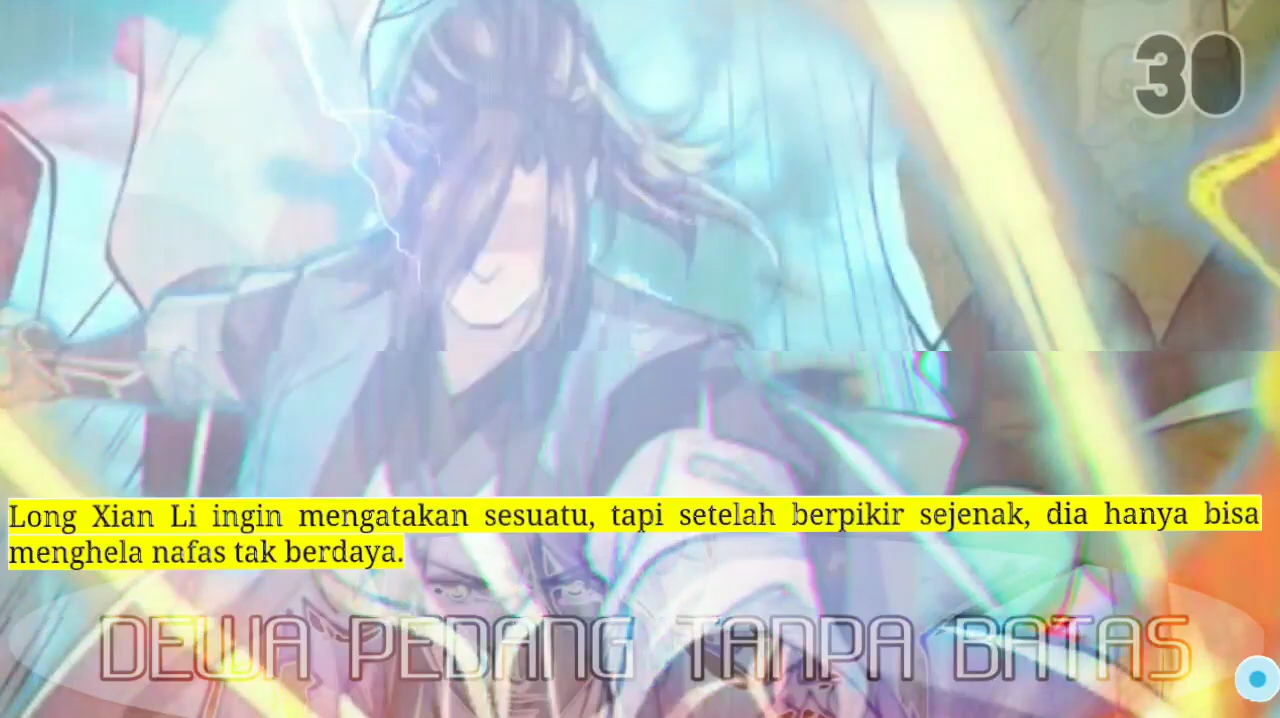 30
Long Xian Li ingin mengatakan sesuatu, tapi setelah berpikir sejenak, dia hanya bisa
menghela nafas tak berdaya.
DEWA PEDANG TANPA BATAS